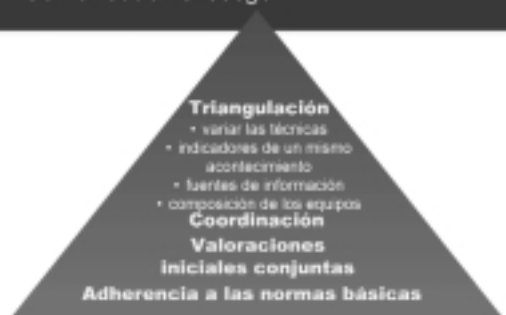 Triangulación
• variar las técnicas
• indicadores de un mismo
acontecimiento
• fuentes de información
• composición de los equipos
Coordinación
Valoraciones
iniciales conjuntas
Adherencia a las normas básicas